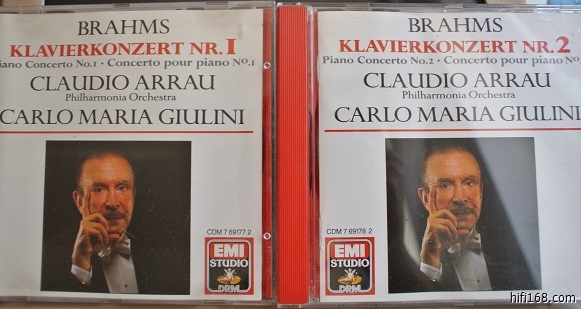 BRAHMS
KLAVIERKONZERT NR.1
iano Concerto No.1 · Concerto pour piano No.1
CLAUDIO ARRAU
Philharmonia Orchestra
CARLO MARIA GIULINI
CDM 7 69177 2
EMI
STUDIO
DRM
BRAHMS
KLAVIERKONZERT NR.2
Piano Concerto No.2 · Concerto pour piano No.
CLAUDIO ARRAU
Philharmonia Orchestra
CARLO MARIA GIULINI
CDM 7 69178 2
EMI
STUDIO
DRM
hifi168.com